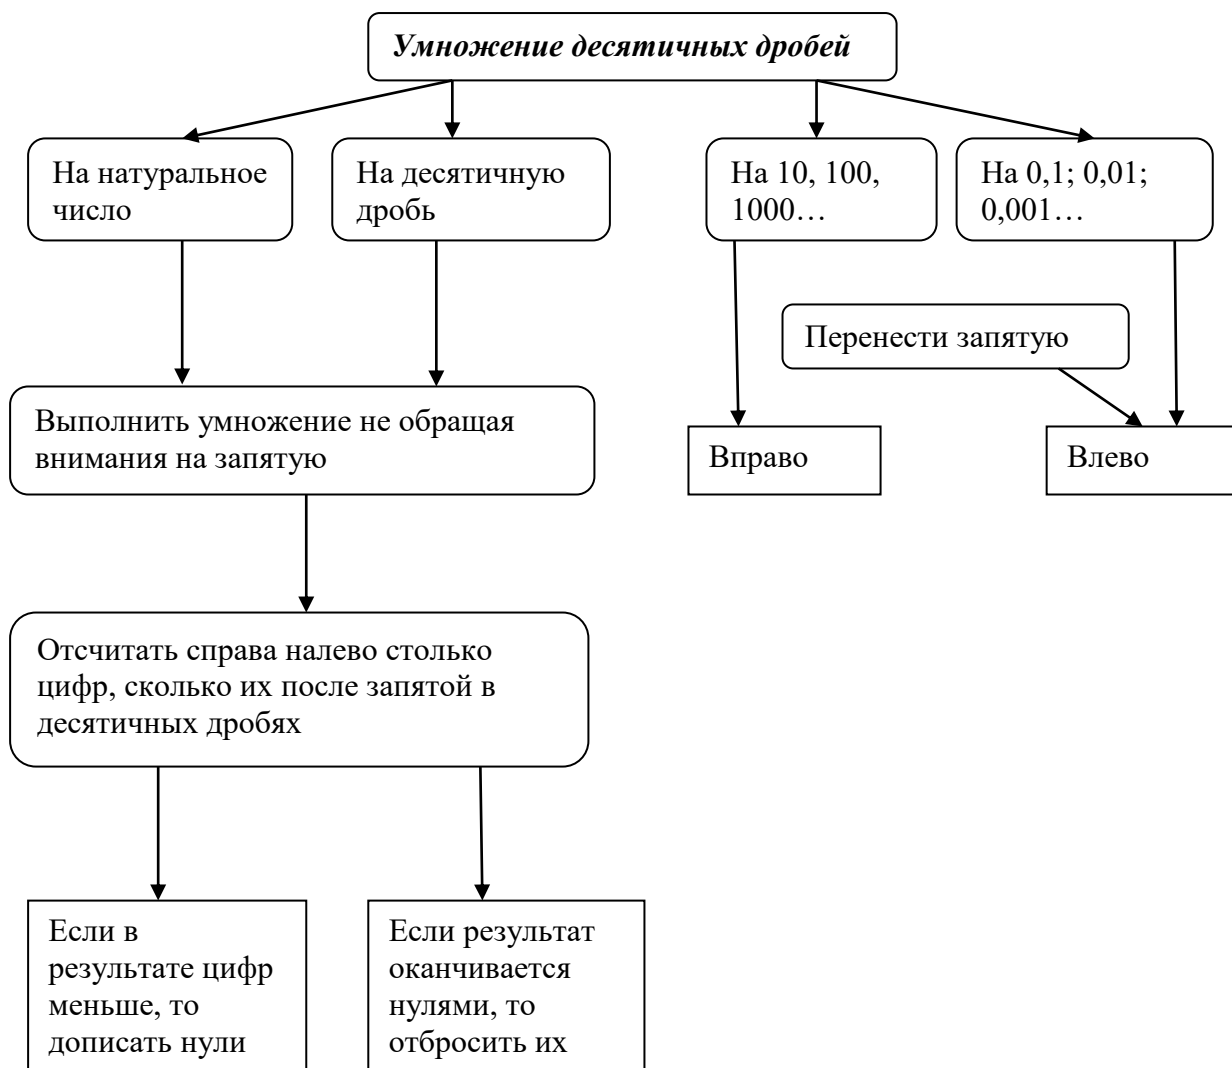 Умножение десятичных дробей
На натуральное
число
На десятичную
дробь
На 10, 100,
1000…
На 0,1; 0,01;
0,001…
Перенести запятую
Выполнить умножение не обращая
внимания на запятую
Вправо
Влево
Отсчитать справа налево столько
цифр, сколько их после запятой в
десятичных дробях
Если в
результате цифр
меньше, то
дописать нули
Если результат
оканчивается
нулями, то
отбросить их